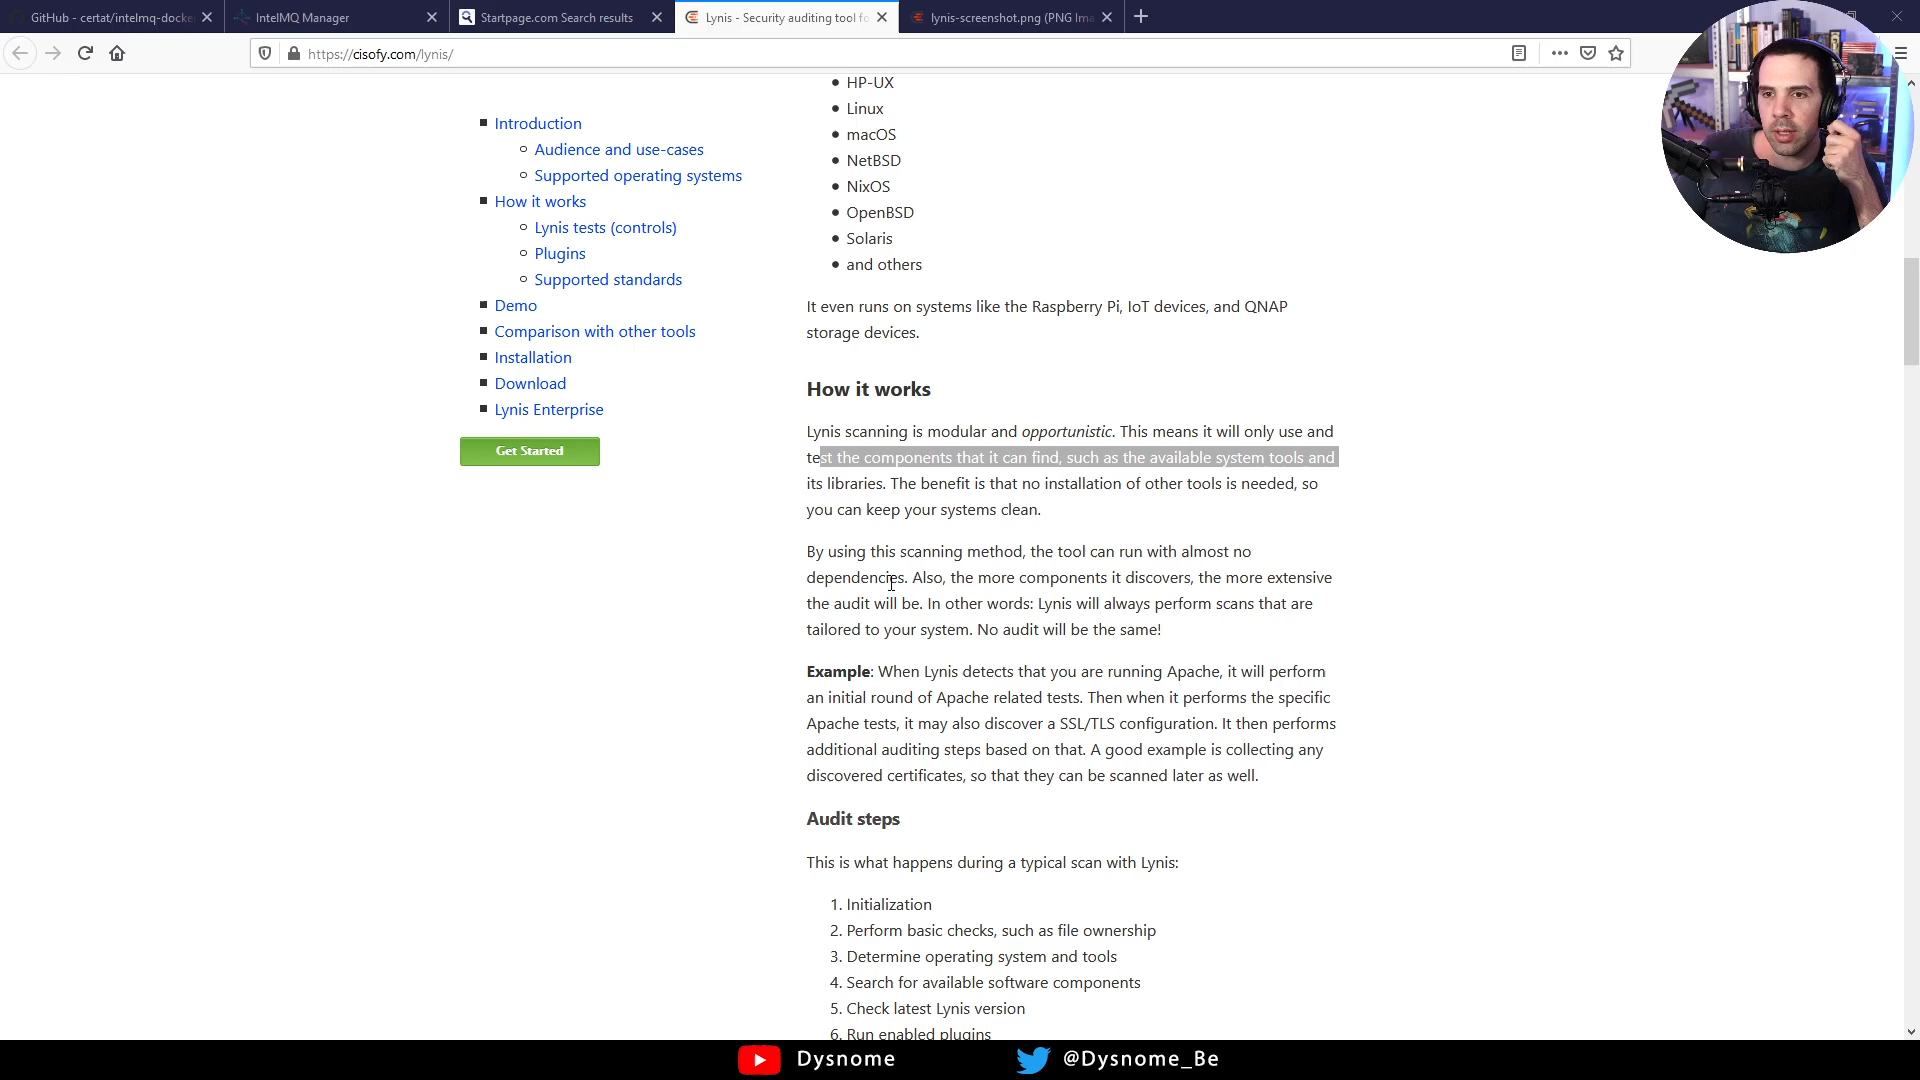 GitHub - certat/intelmq-docke
IntelMQ Manager
Startpage.com Search results
Lynis - Security auditing tool fo
lynis-screenshot.png (PNG Ima
https://cisofy.com/lynis/
Introduction
Audience and use-cases
Supported operating systems
How it works
Lynis tests (controls)
Plugins
Supported standards
Demo
Comparison with other tools
Installation
Download
Lynis Enterprise
Get Started
HP-UX
Linux
macOS
NetBSD
NixOS
OpenBSD
Solaris
and others
It even runs on systems like the Raspberry Pi, IoT devices, and QNAP
storage devices.
How it works
Lynis scanning is modular and opportunistic. This means it will only use and
test the components that it can find, such as the available system tools and
its libraries. The benefit is that no installation of other tools is needed, so
you can keep your systems clean.
By using this scanning method, the tool can run with almost no
dependencies. Also, the more components it discovers, the more extensive
the audit will be. In other words: Lynis will always perform scans that are
tailored to your system. No audit will be the same!
Example: When Lynis detects that you are running Apache, it will perform
an initial round of Apache related tests. Then when it performs the specific
Apache tests, it may also discover a SSL/TLS configuration. It then performs
additional auditing steps based on that. A good example is collecting any
discovered certificates, so that they can be scanned later as well.
Audit steps
This is what happens during a typical scan with Lynis:
1. Initialization
2. Perform basic checks, such as file ownership
3. Determine operating system and tools
4. Search for available software components
5. Check latest Lynis version
6. Run enabled plugins
Dysnome
@Dysnome_Be